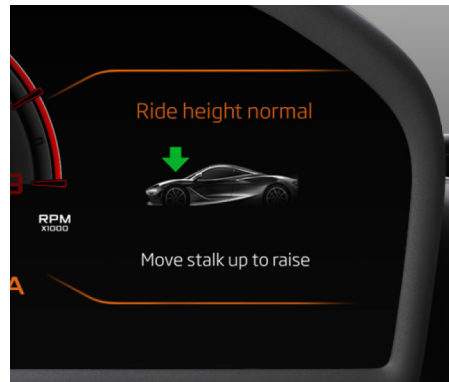 Ride height normal
RPM
X1000
Move stalk up to raise
A